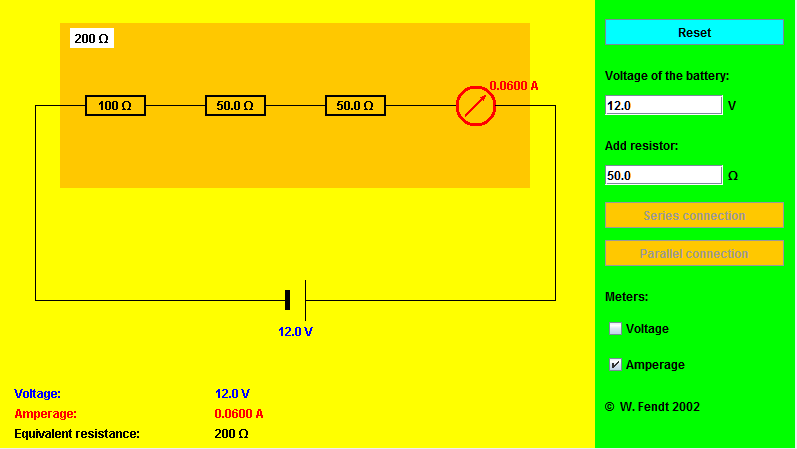 200 Ω
100 Ω 50.0 Ω 50.0 Ω
0.0600 A
12.0 V
Voltage: 12.0 V
Amperage: 0.0600 A
Equivalent resistance: 200 Ω
Reset
Voltage of the battery:
12.0 V
Add resistor:
50.0 Ω
Series connection
Parallel connection
Meters:
Voltage
Amperage
© W. Fendt 2002